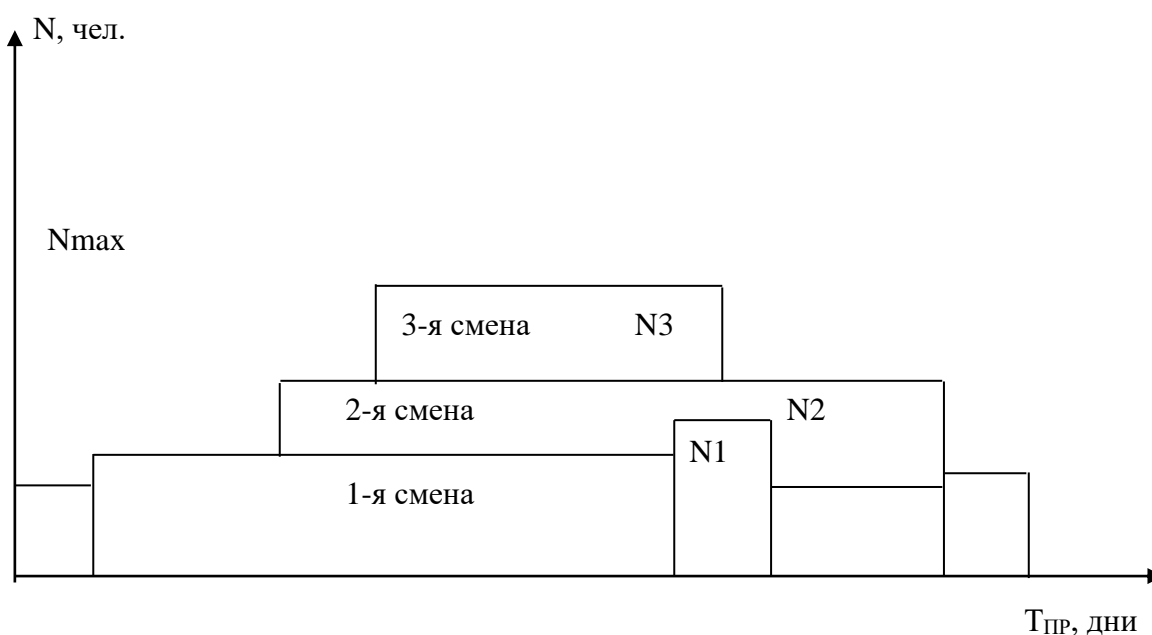 N, чел.
Nmax
3-я смена N3
2-я смена N2
N1
1-я смена
TПР, дни